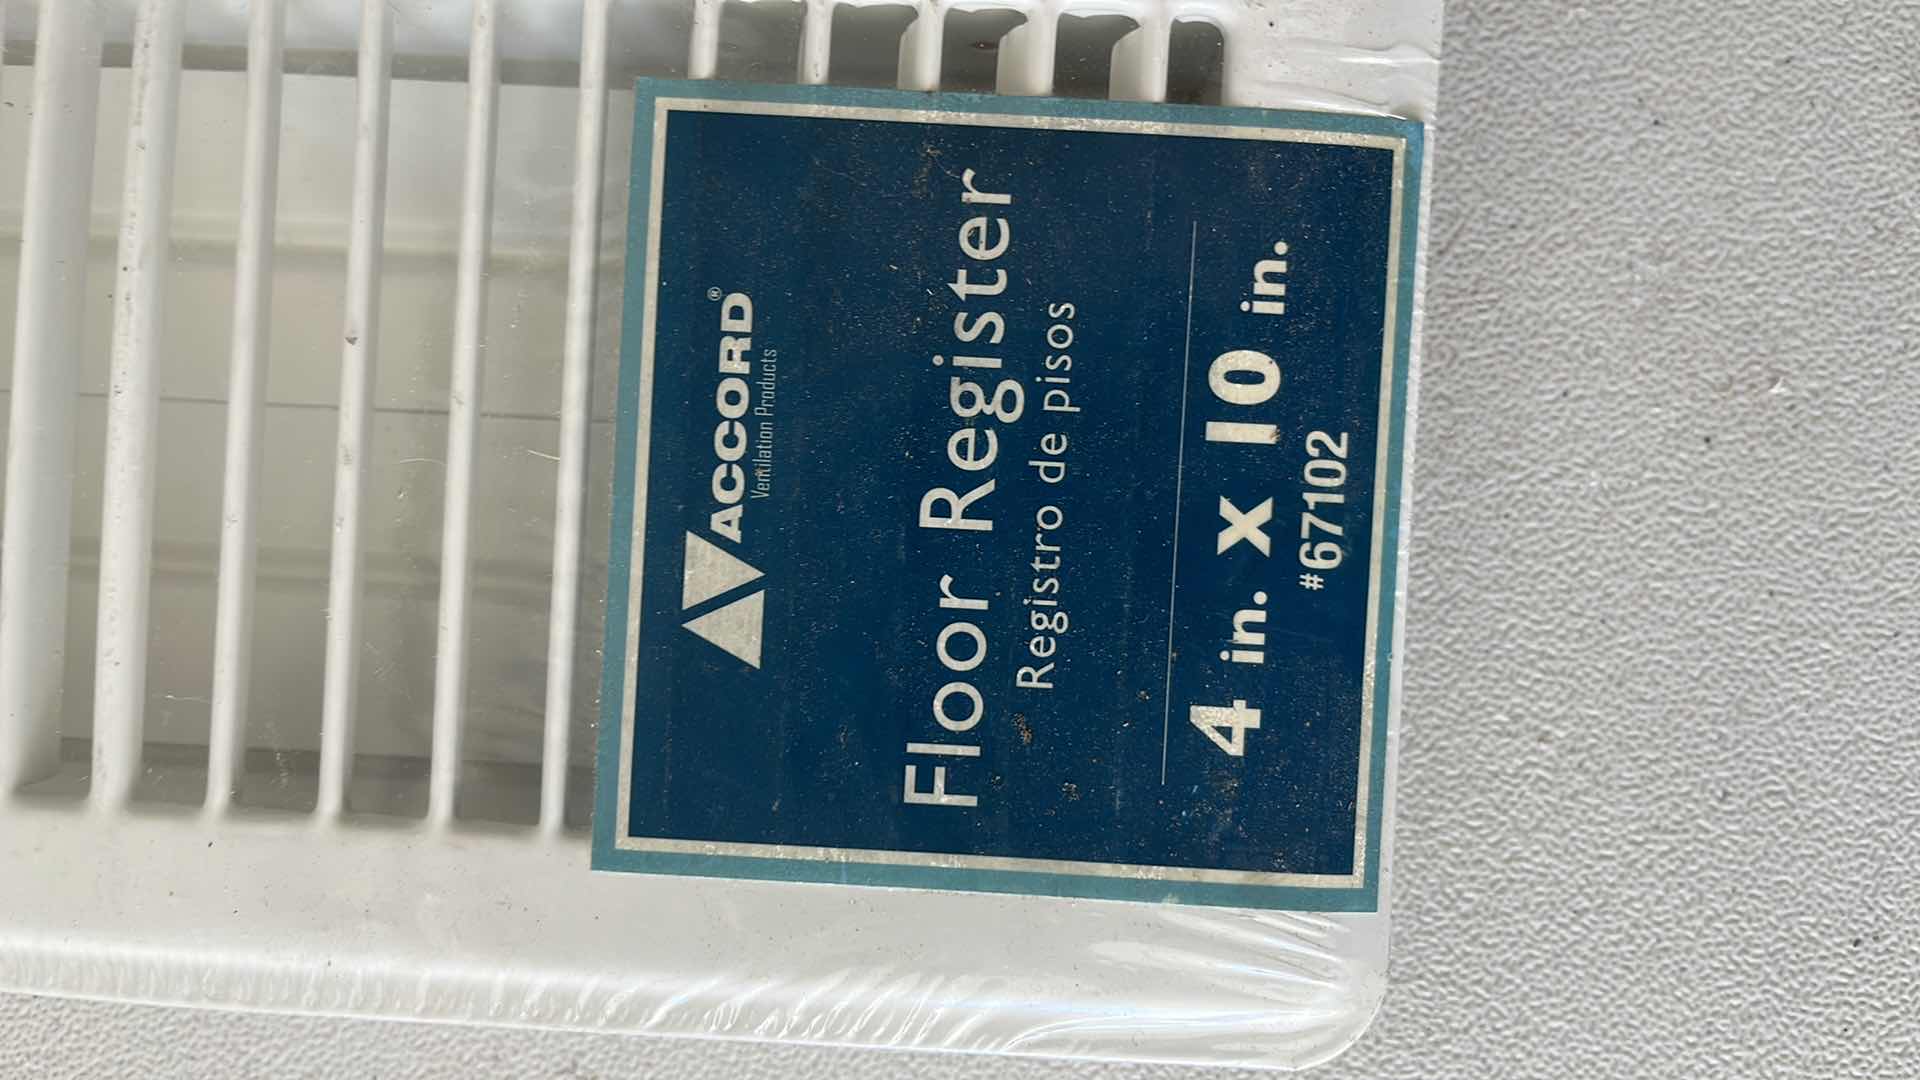 ACCORD®
Ventilation Products
Floor Register
Registro de pisos
4 in. x 10 in.
#67102